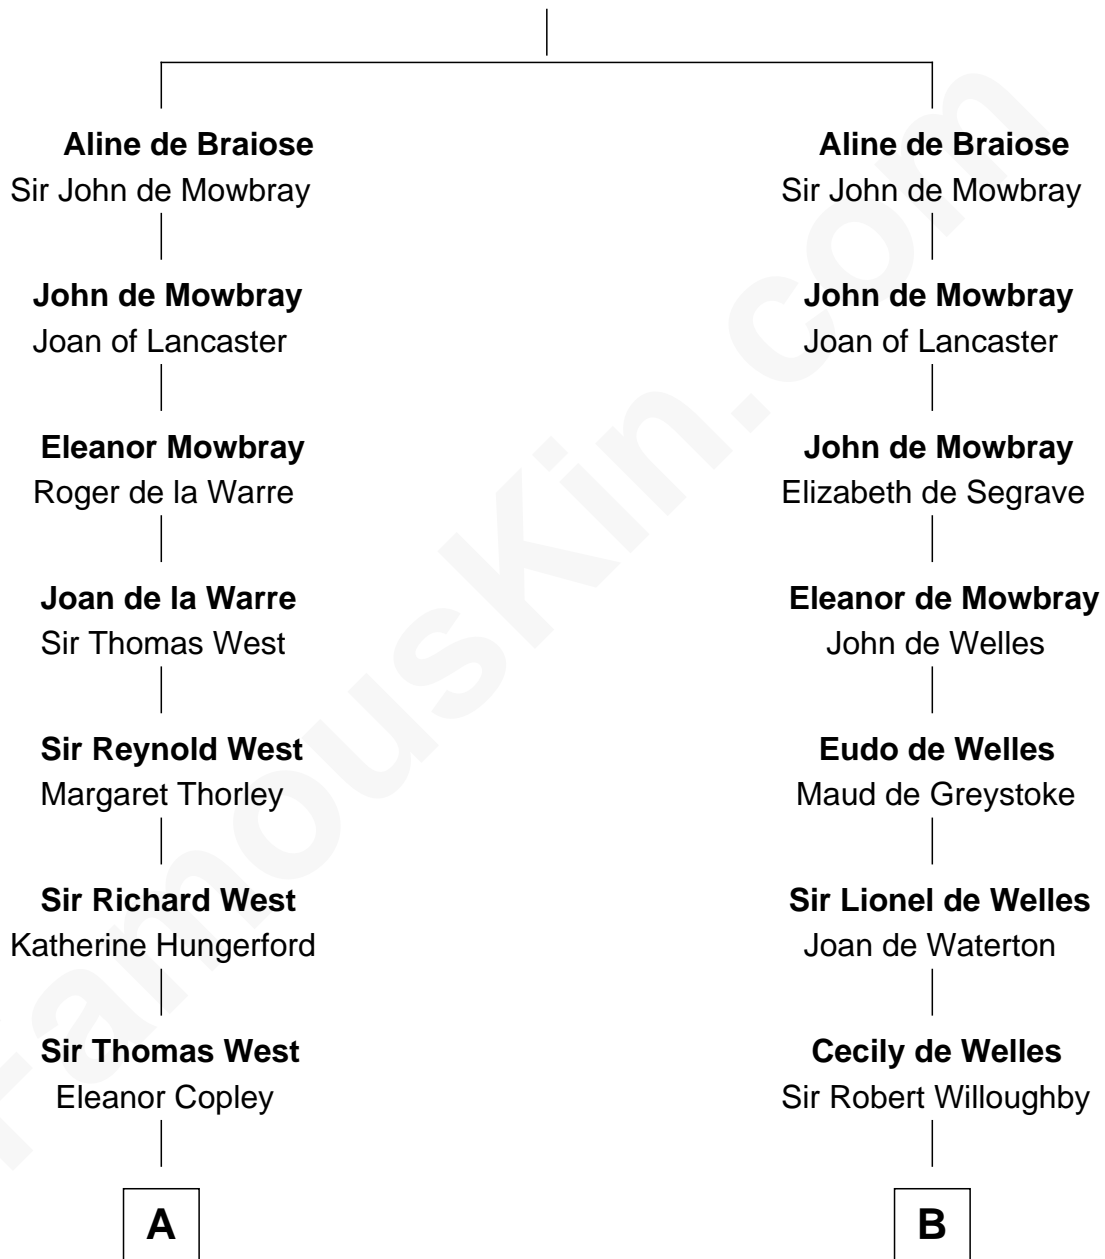 Aline de Braiose
Sir John de Mowbray
John de Mowbray
Joan of Lancaster
Eleanor Mowbray
Roger de la Warre
Joan de la Warre
Sir Thomas West
Sir Reynold West
Margaret Thorley
Sir Richard West
Katherine Hungerford
Sir Thomas West
Eleanor Copley
A
Aline de Braiose
Sir John de Mowbray
John de Mowbray
Joan of Lancaster
John de Mowbray
Elizabeth de Segrave
Eleanor de Mowbray
John de Welles
Eudo de Welles
Maud de Greystoke
Sir Lionel de Welles
Joan de Waterton
Cecily de Welles
Sir Robert Willoughby
B
FamousKin.com